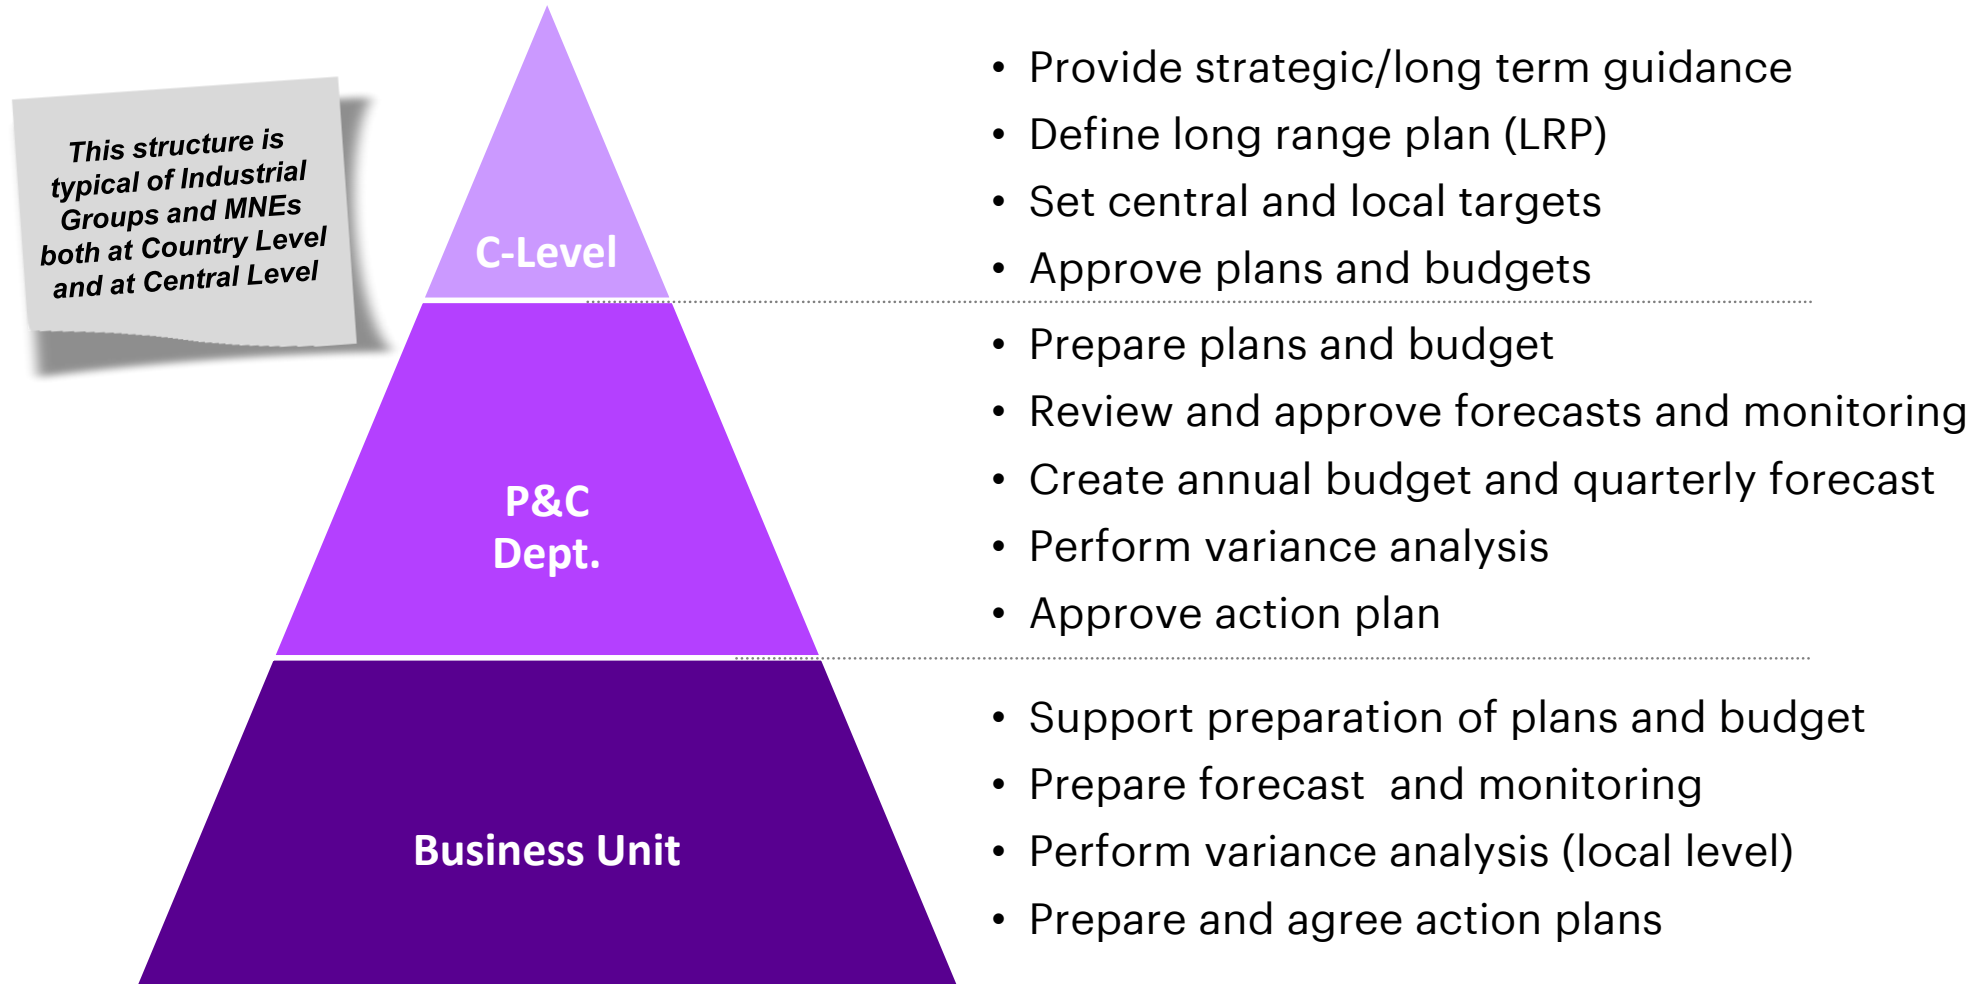 This structure is
typical of Industrial
Groups and MNEs
both at Country Level
and at Central Level
C-Level
• Provide strategic/long term guidance
• Define long range plan (LRP)
• Set central and local targets
• Approve plans and budgets
P&C
Dept.
• Prepare plans and budget
• Review and approve forecasts and monitoring
• Create annual budget and quarterly forecast
• Perform variance analysis
• Approve action plan
Business Unit
• Support preparation of plans and budget
• Prepare forecast  and monitoring
• Perform variance analysis (local level)
• Prepare and agree action plans